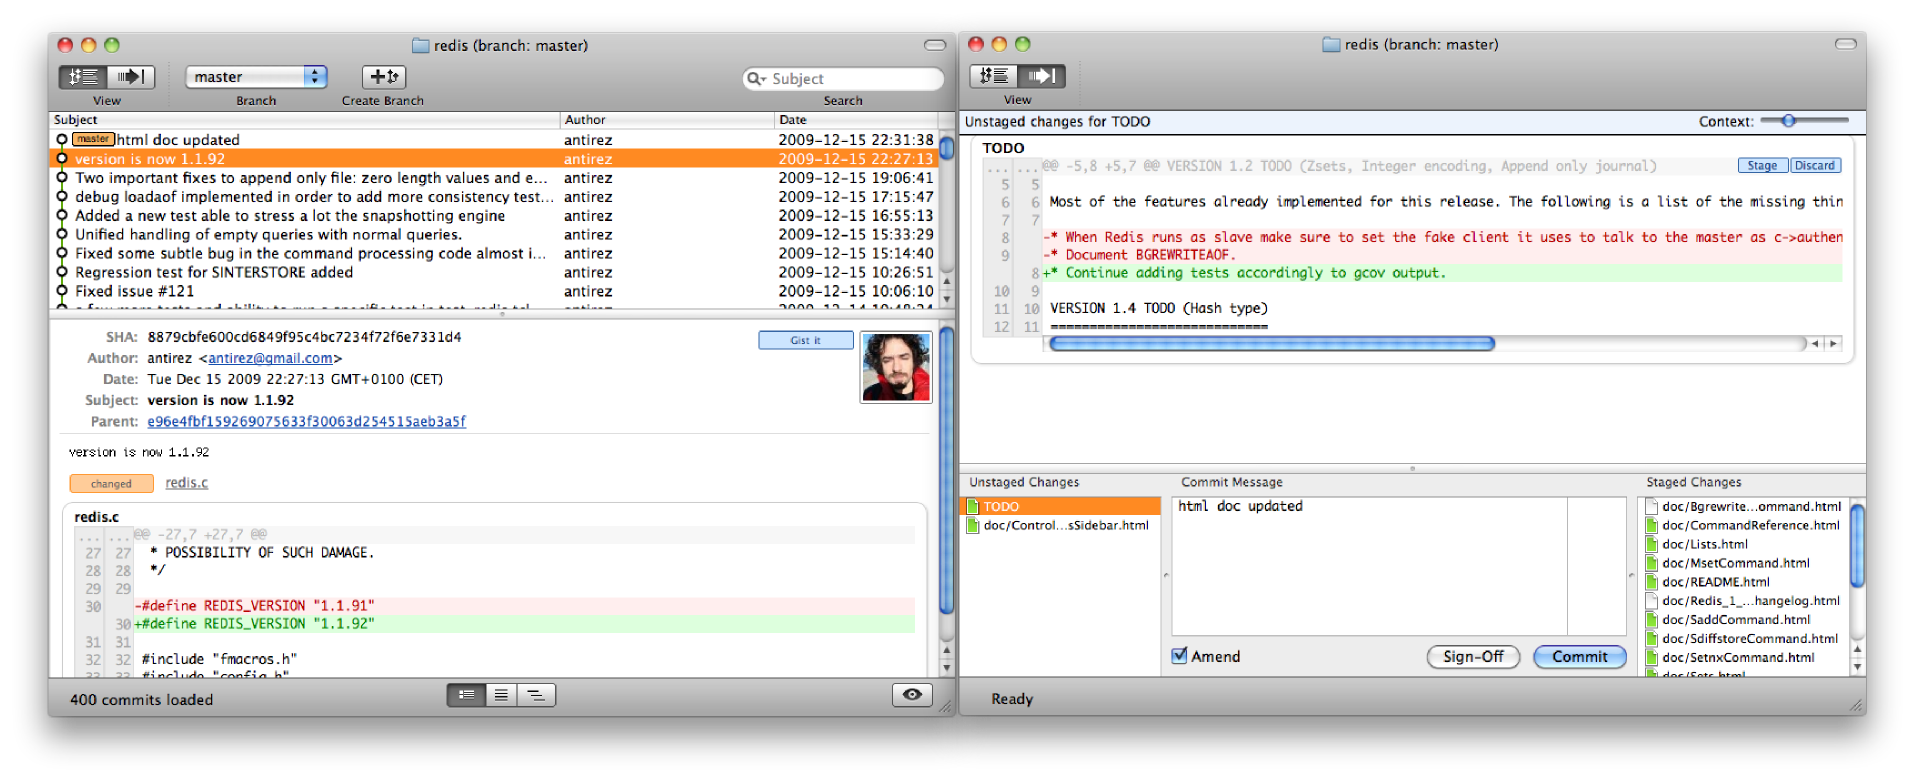 redis (branch: master)
master
View
Branch
Create Branch
Subject
Search
Subject Author Date
master html doc updated antirez 2009-12-15 22:31:38
version is now 1.1.92 antirez 2009-12-15 22:27:13
Two important fixes to append only file: zero length values and e... antirez 2009-12-15 19:06:41
debug loadaof implemented in order to add more consistency test... antirez 2009-12-15 17:15:47
Added a new test able to stress a lot the snapshotting engine antirez 2009-12-15 16:55:13
Unified handling of empty queries with normal queries. antirez 2009-12-15 15:33:29
Fixed some subtle bug in the command processing code almost i... antirez 2009-12-15 15:14:40
Regression test for SINTERSTORE added antirez 2009-12-15 10:26:51
Fixed issue #121 antirez 2009-12-15 10:06:10
SHA: 8879cbfe600cd6849f95c4bc7234f72f6e7331d4
Gist it
Author: antirez <antirez@gmail.com>
Date: Tue Dec 15 2009 22:27:13 GMT+0100 (CET)
Subject: version is now 1.1.92
Parent: e96e4fbf159269075633f30063d254515aeb3a5f
version is now 1.1.92
changed redis.c
redis.c
... ... @@ -27,7 +27,7 @@
27 27 * POSSIBILITY OF SUCH DAMAGE.
28 28 */
29 29
30 -#define REDIS_VERSION "1.1.91"
30 +#define REDIS_VERSION "1.1.92"
31 31
32 32 #include "fmacros.h"
33 33 #include "config.h"
400 commits loaded
redis (branch: master)
View
Unstaged changes for TODO
Context:
TODO
... ... @@ -5,8 +5,7 @@ VERSION 1.2 TODO (Zsets, Integer encoding, Append only journal)
Stage Discard
5 5
6 6 Most of the features already implemented for this release. The following is a list of the missing thin
7 7
8 -* When Redis runs as slave make sure to set the fake client it uses to talk to the master as c->authen
9 -* Document BGREWRITEAOF.
8 +* Continue adding tests accordingly to gcov output.
10 9
11 10 VERSION 1.4 TODO (Hash type)
12 11 ===========================
Unstaged Changes
TODO
doc/Control...sSidebar.html
Commit Message
html doc updated
Amend
Sign-Off
Commit
Staged Changes
doc/Bgrewrite...ommand.html
doc/CommandReference.html
doc/Lists.html
doc/MsetCommand.html
doc/README.html
doc/Redis_1_...hangelog.html
doc/SaddCommand.html
doc/SdiffstoreCommand.html
doc/SetnxCommand.html
doc/Sets.html
Ready